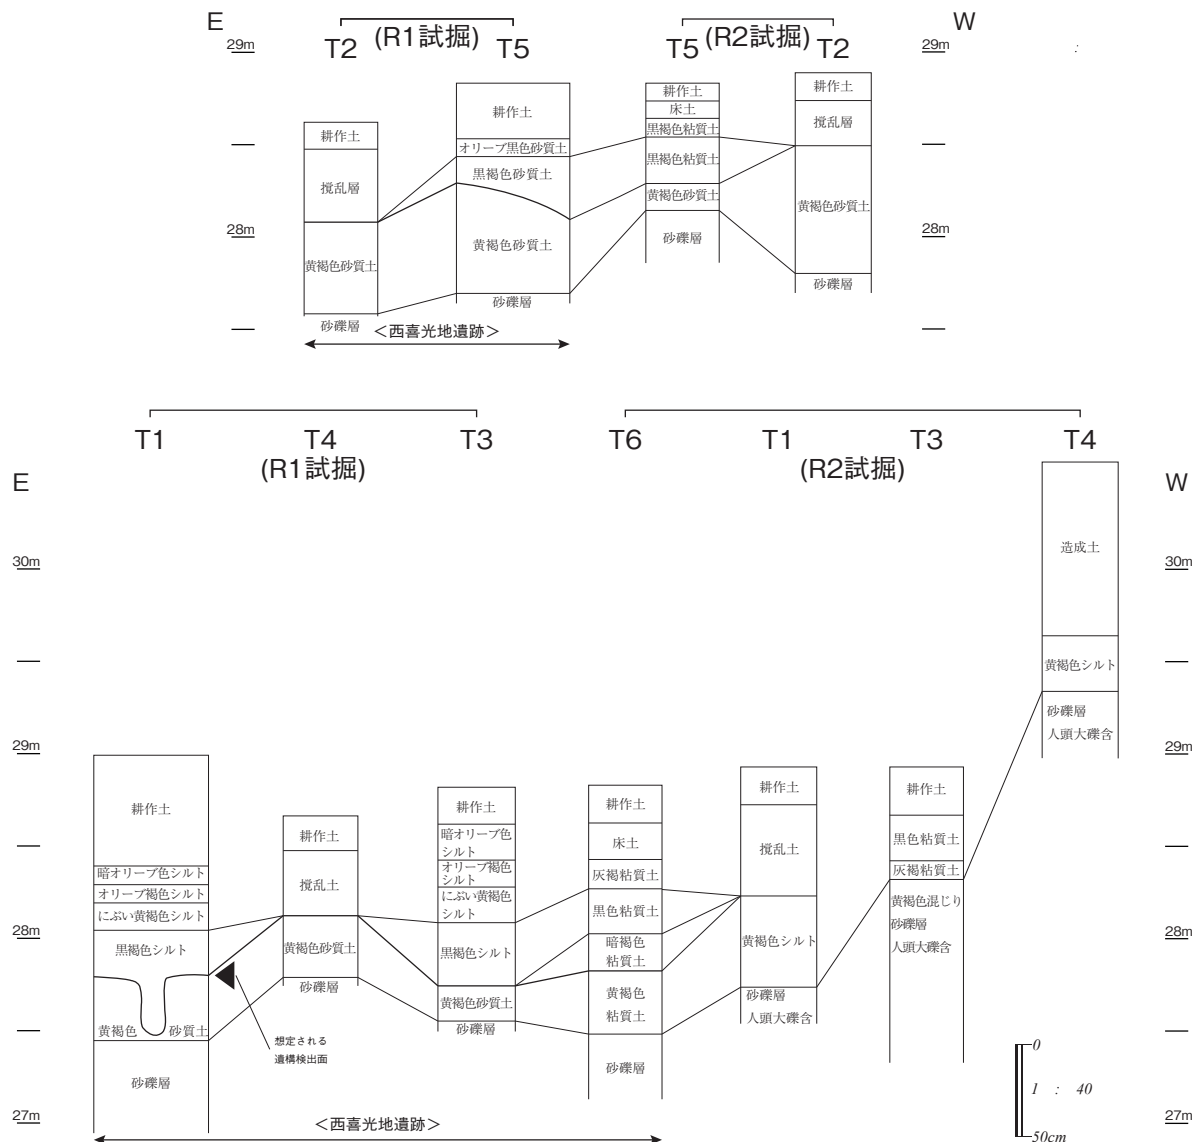 E
W
(R1試掘)
(R2試掘)
T2
T5
T5
T2
29m
29m
:
耕作土
撹乱層
黄褐色砂質土
砂礫層
耕作土
オリーブ黒色砂質土
黒褐色砂質土
黄褐色砂質土
砂礫層
耕作土
床土
黒褐色粘質土
黒褐色粘質土
黄褐色砂質土
砂礫層
耕作土
撹乱層
黄褐色砂質土
砂礫層
28m
28m
<西喜光地遺跡>
T1
T4
T3
T6
T1
T3
T4
(R1試掘)
(R2試掘)
E
W
30m
30m
29m
29m
28m
28m
27m
27m
耕作土
暗オリーブ色シルト
オリーブ褐色シルト
にぶい黄褐色シルト
黒褐色シルト
黄褐色 砂質土
砂礫層
想定される
遺構検出面
耕作土
撹乱土
黄褐色砂質土
砂礫層
耕作土
暗オリーブ色
シルト
オリーブ褐色
シルト
にぶい黄褐色
シルト
黒褐色シルト
黄褐色砂質土
砂礫層
耕作土
床土
灰褐粘質土
黒色粘質土
暗褐色
粘質土
黄褐色
粘質土
砂礫層
耕作土
撹乱土
黄褐色シルト
砂礫層
人頭大礫含
耕作土
黒色粘質土
灰褐粘質土
黄褐色混じり
砂礫層
人頭大礫含
造成土
黄褐色シルト
砂礫層
人頭大礫含
<西喜光地遺跡>
0
1 : 40
50cm